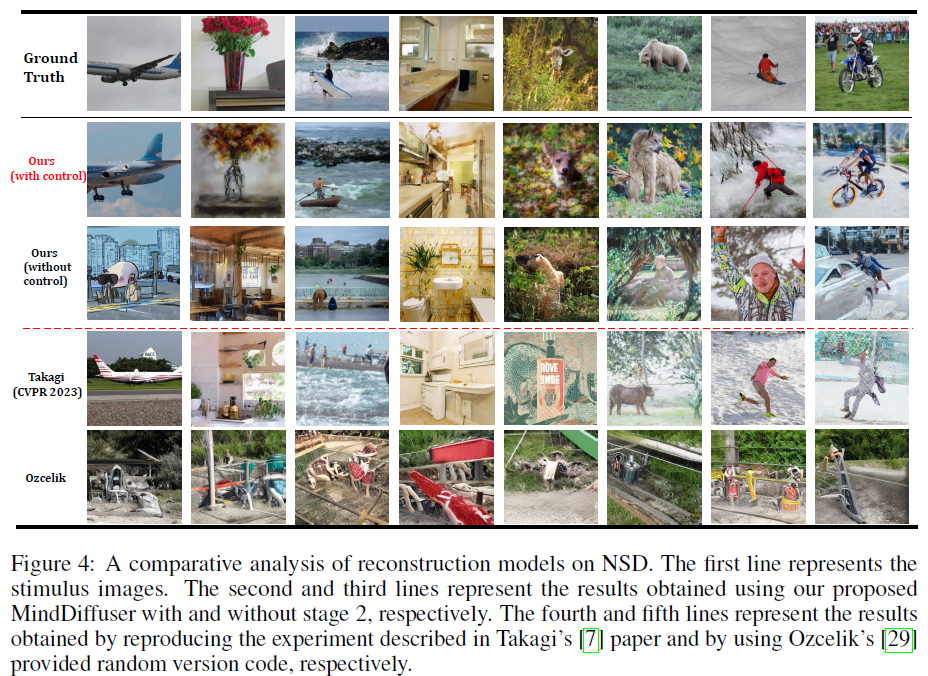 Ground
Truth
Ours
(with control)
Ours
(without
control)
Takagi
(CVPR 2023)
ROVE
SMDE
Ozcelik
Figure 4: A comparative analysis of reconstruction models on NSD. The first line represents the
stimulus images. The second and third lines represent the results obtained using our proposed
MindDiffuser with and without stage 2, respectively. The fourth and fifth lines represent the results
obtained by reproducing the experiment described in Takagi's [7] paper and by using Ozcelik's [29]
provided random version code, respectively.